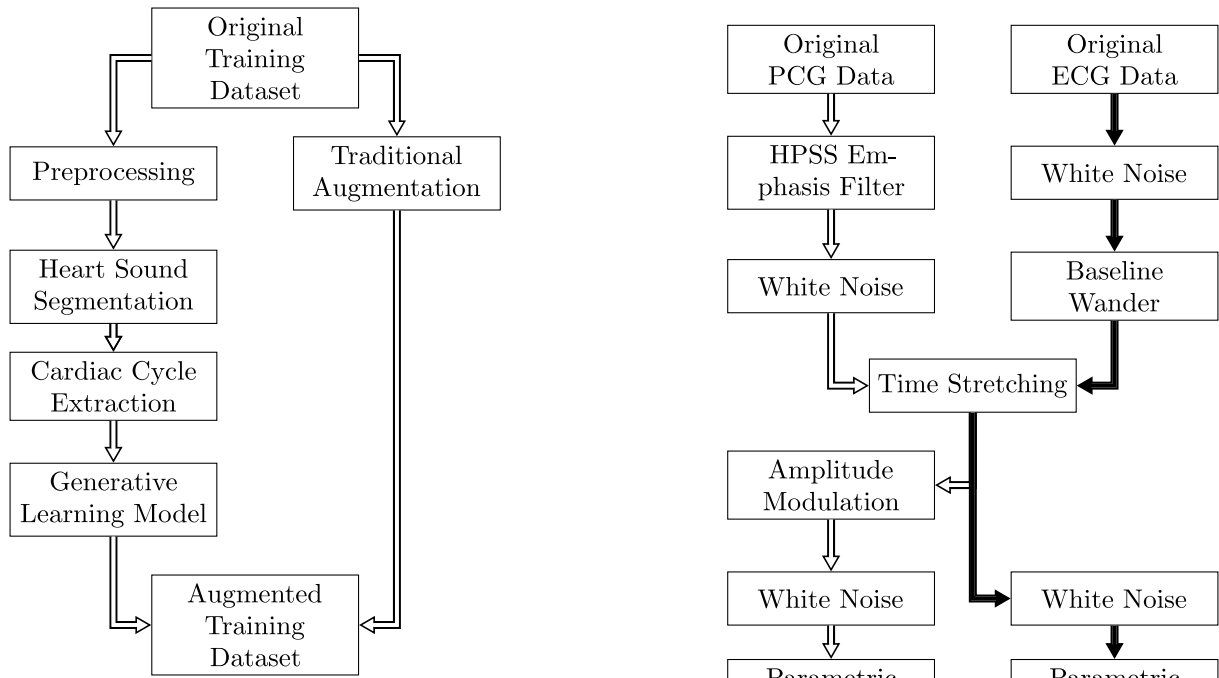 Original
Training
Dataset
Preprocessing
Traditional
Augmentation
Heart Sound
Segmentation
Cardiac Cycle
Extraction
Generative
Learning Model
Augmented
Training
Dataset
Original
PCG Data
Original
ECG Data
HPSS Em-
phasis Filter
White Noise
White Noise
Baseline
Wander
Time Stretching
Amplitude
Modulation
White Noise
White Noise
Parametric
Parametric